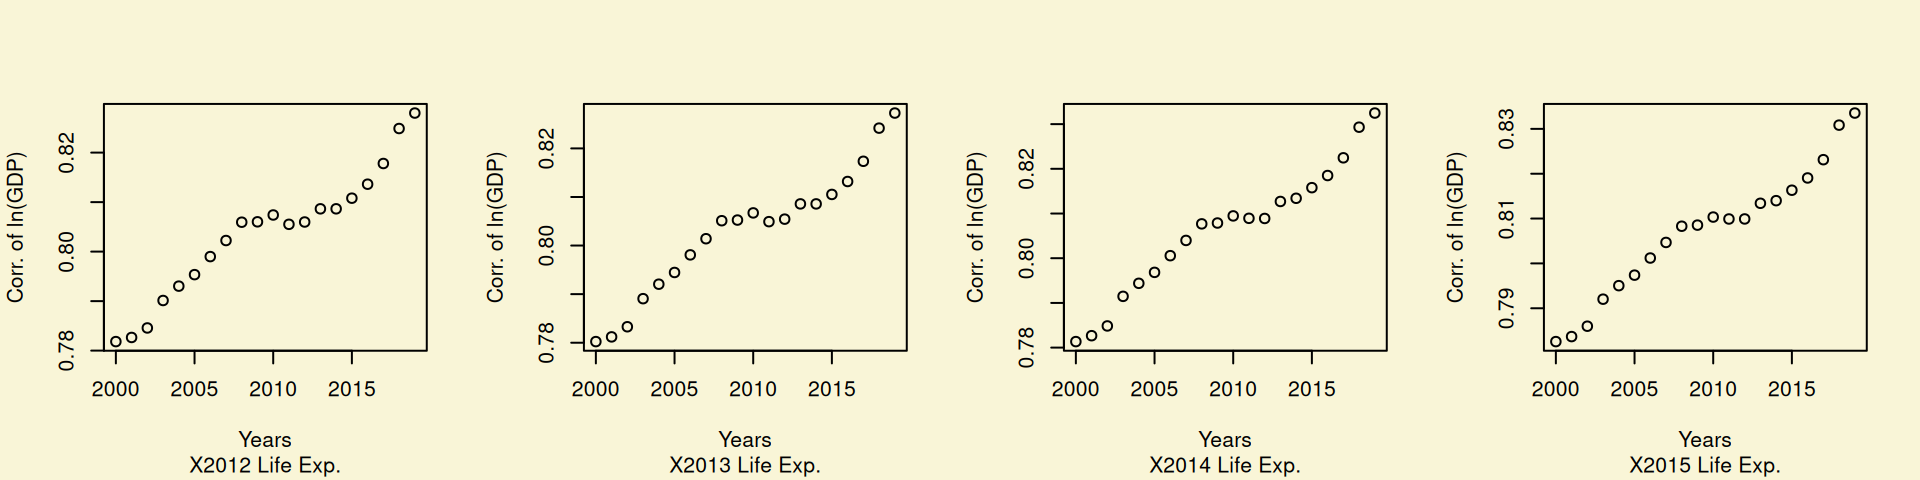 Corr. of ln(GDP)
0.82
0.80
0.78
2000 2005 2010 2015
Years
X2012 Life Exp.
Corr. of ln(GDP)
0.82
0.80
0.78
2000 2005 2010 2015
Years
X2013 Life Exp.
Corr. of ln(GDP)
0.82
0.80
0.78
2000 2005 2010 2015
Years
X2014 Life Exp.
Corr. of ln(GDP)
0.83
0.81
0.79
2000 2005 2010 2015
Years
X2015 Life Exp.